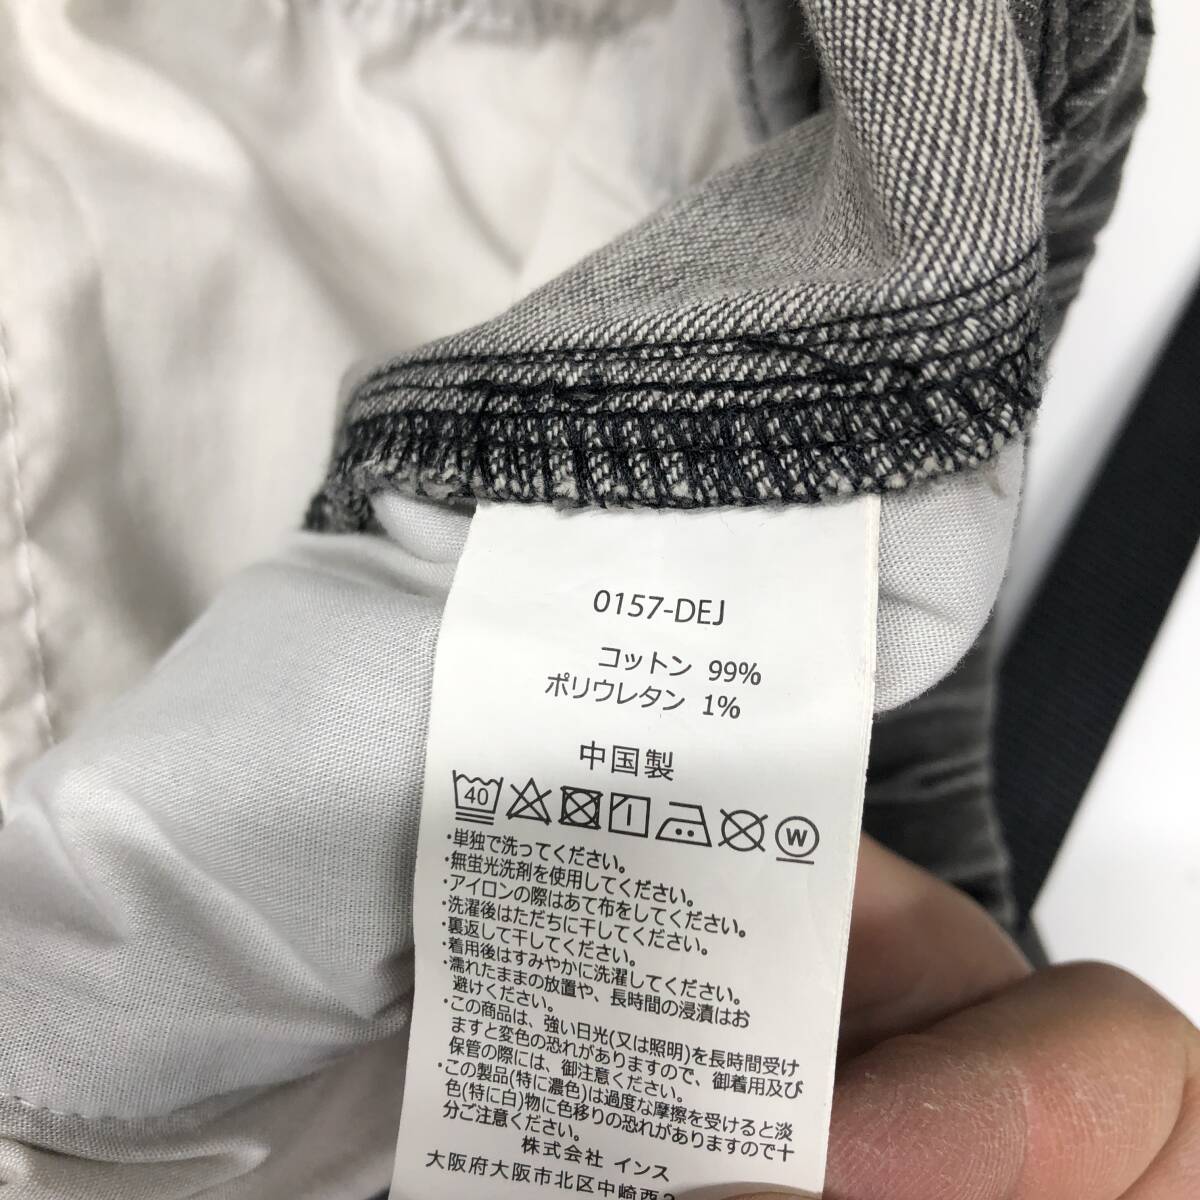 0157-DEJ
コットン 99%
ポリウレタン 1%
中国製
40
W
・単独で洗ってください。
・無蛍光洗剤を使用してください。
・アイロンの際はあて布をしてください。
・洗濯後はただちに干してください。
・裏返して干してください。
・着用後はすみやかに洗濯してください。
・濡れたままの放置や、長時間の浸漬はお
避けください。
・この商品は、強い日光(又は照明)を長時間受け
ますと変色の恐れがありますので、御着用及び
保管の際には、御注意ください。
・この製品(特に濃色)は過度な摩擦を受けると淡
色(特に白)物に色移りの恐れがありますので十
分ご注意ください。
株式会社 インス
大阪府大阪市北区中崎西2